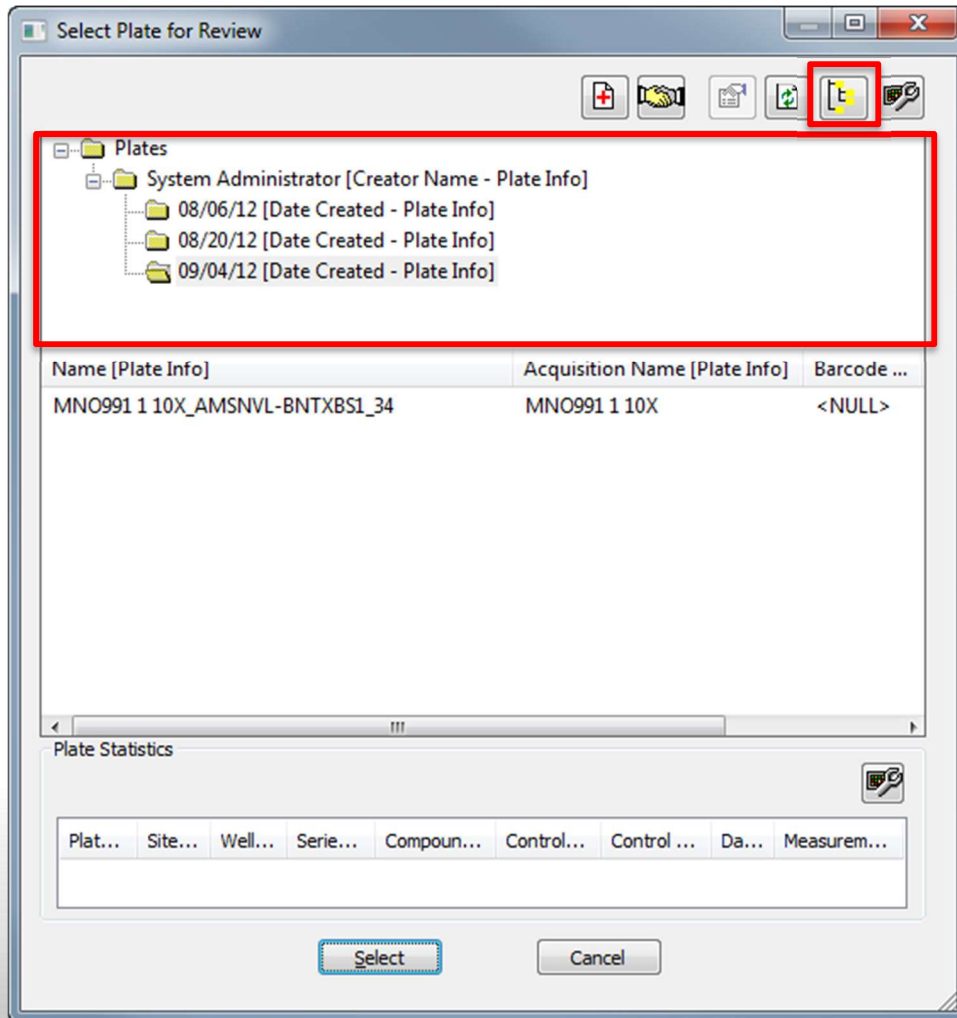 Select Plate for Review
Plates
System Administrator [Creator Name - Plate Info]
08/06/12 [Date Created - Plate Info]
08/20/12 [Date Created - Plate Info]
09/04/12 [Date Created - Plate Info]
Name [Plate Info] Acquisition Name [Plate Info] Barcode ...
MNO991 1 10X_AMSNVL-BNTXBS1_34 MNO991 1 10X <NULL>
Plate Statistics
Plat... Site... Well... Serie... Compoun... Control... Control ... Da... Measurem...
Select Cancel